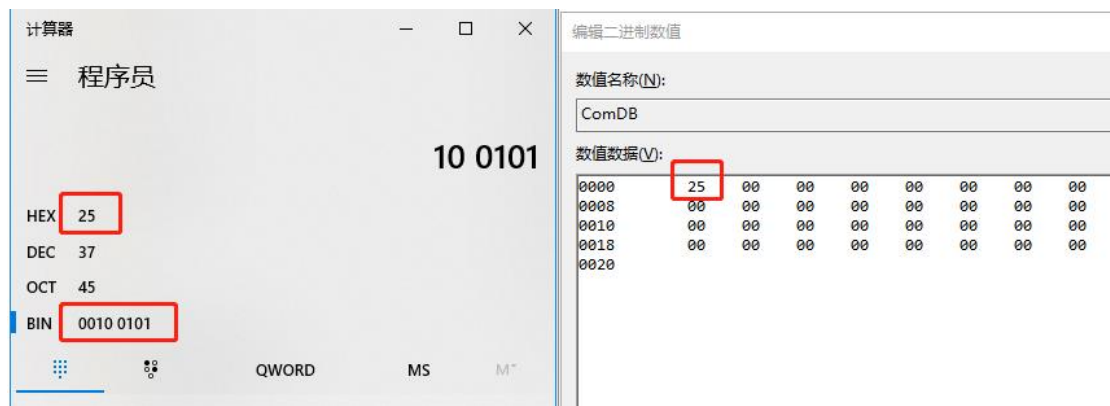 计算器
程序员
10 0101
HEX 25
DEC 37
OCT 45
BIN 0010 0101
QWORD MS M
编辑二进制数值
数值名称(N):
ComDB
数值数据(V):
0000 25 00 00 00 00 00 00 00
0008 00 00 00 00 00 00 00 00
0010 00 00 00 00 00 00 00 00
0018 00 00 00 00 00 00 00 00
0020